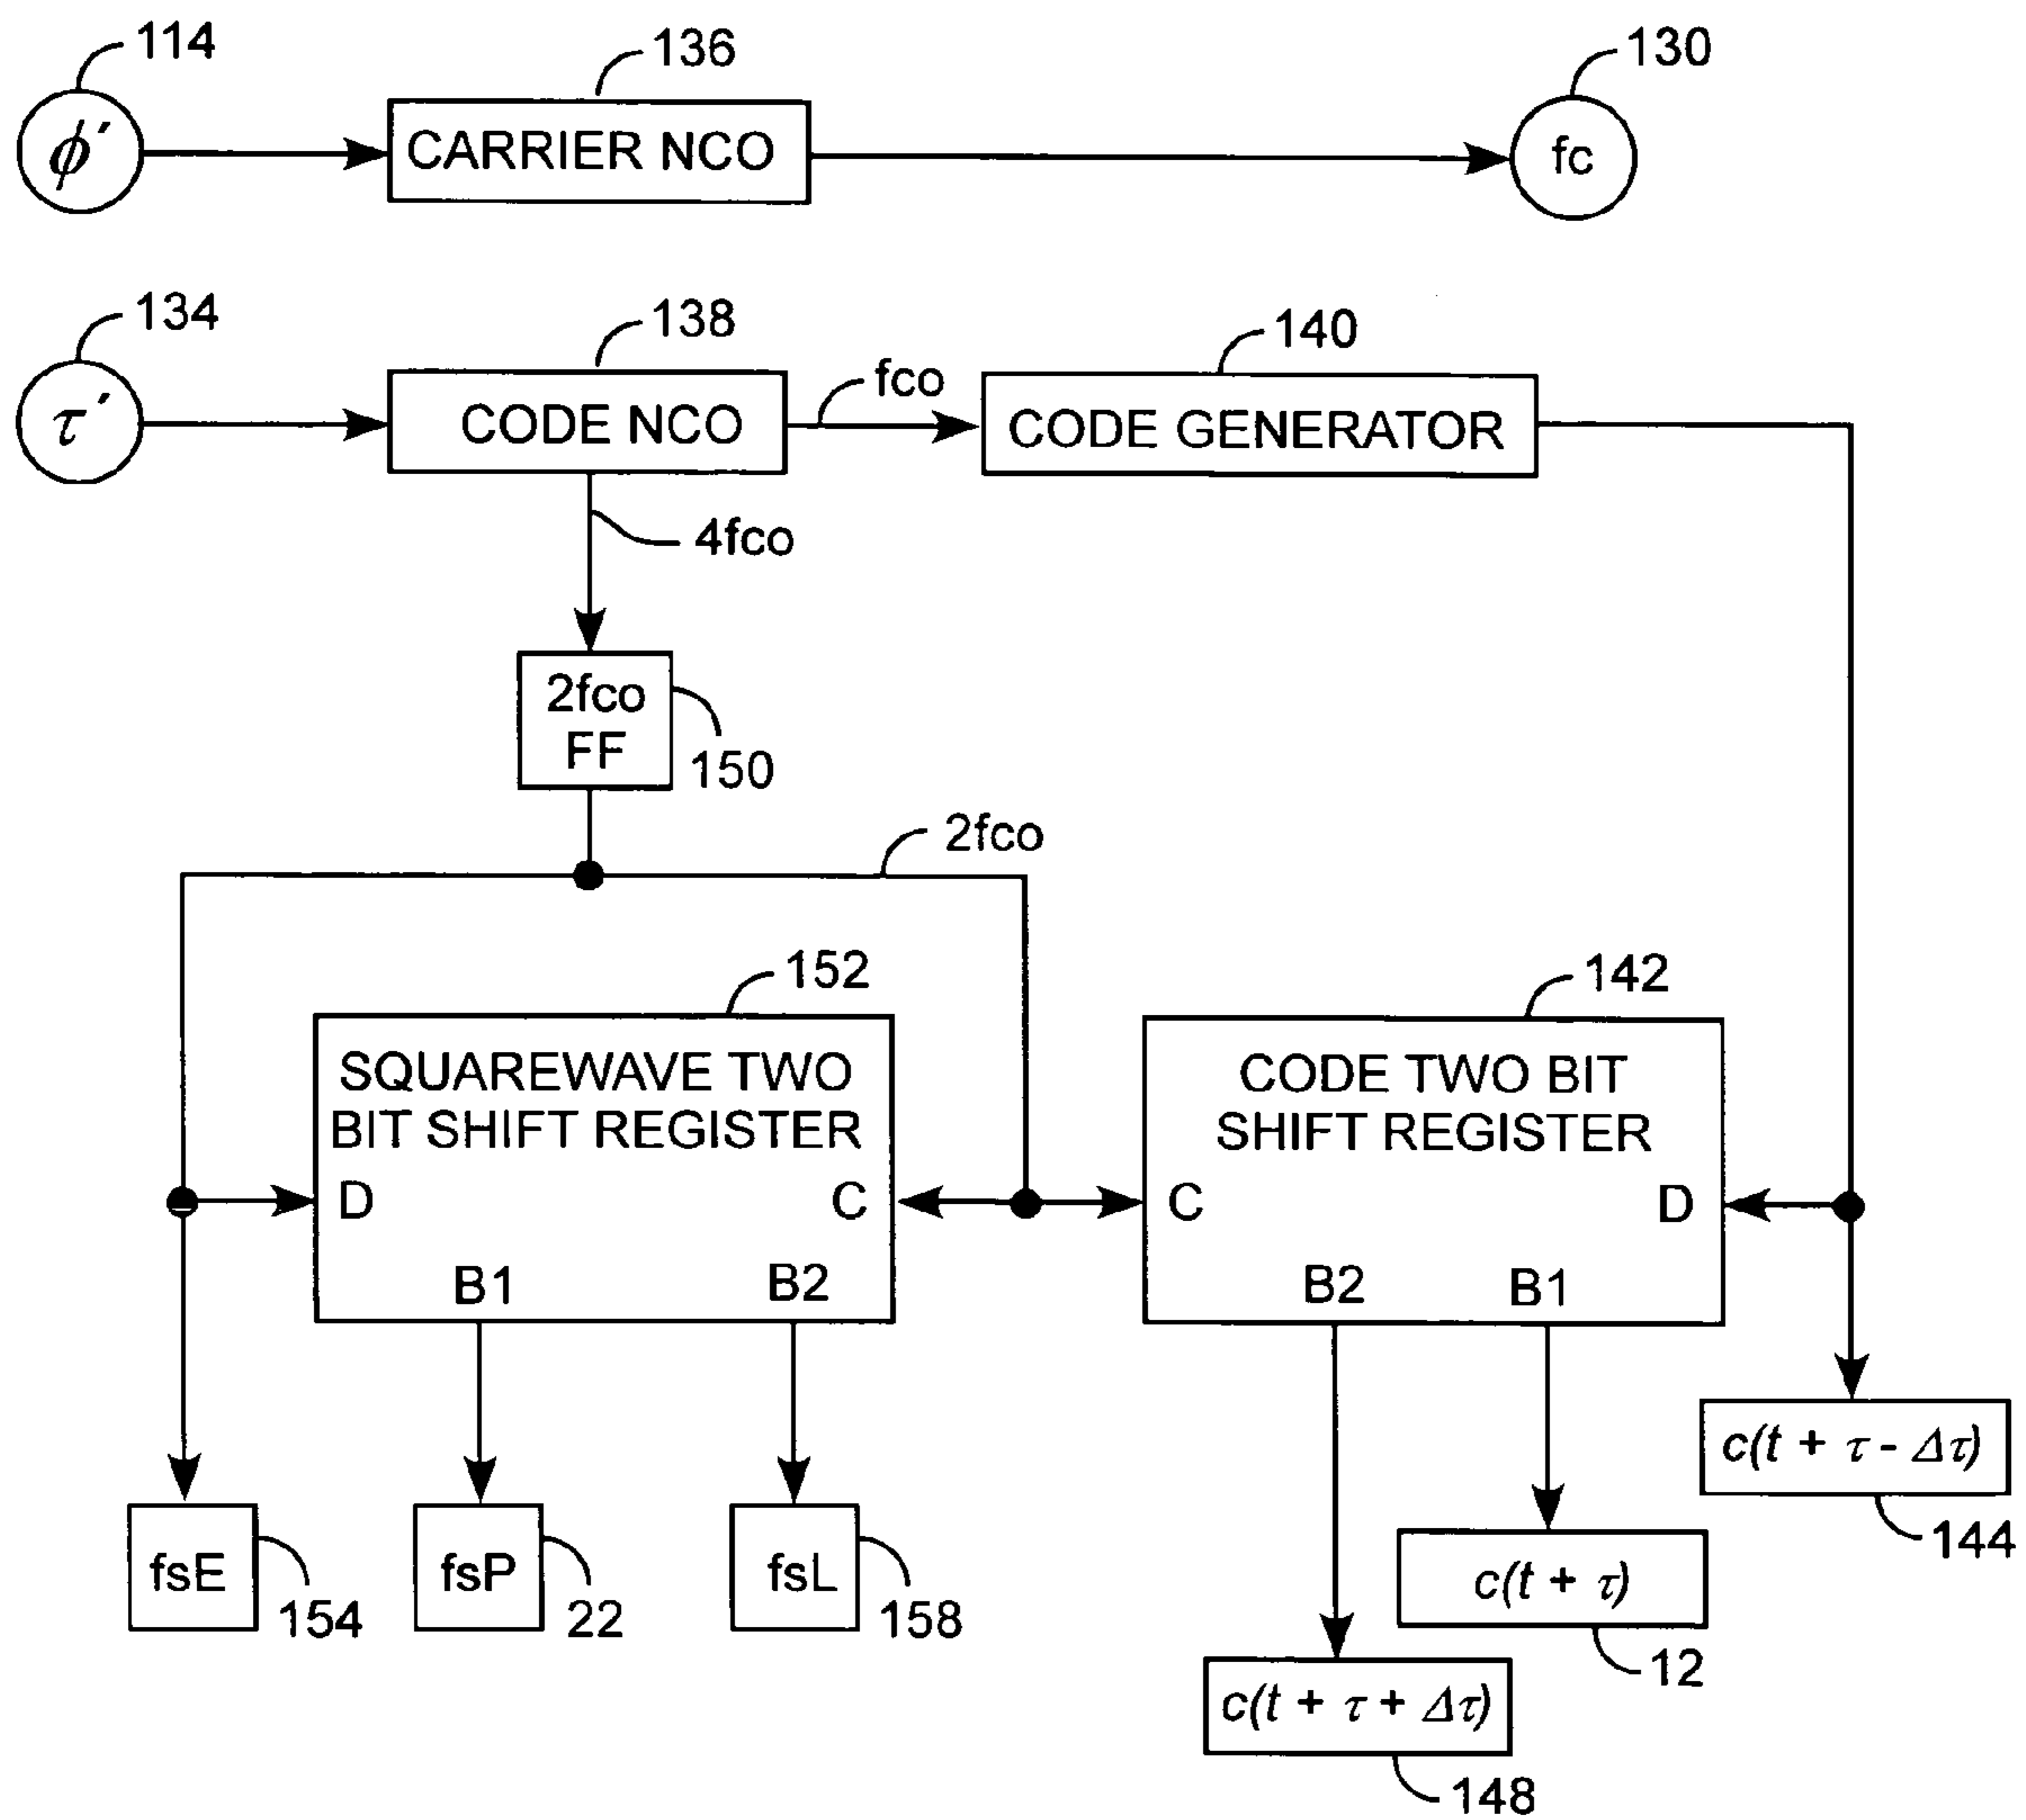 114
136
130
ϕ´
CARRIER NCO
fc
134
138
140
fco
τ´
CODE NCO
CODE GENERATOR
4fco
2fco
FF
150
2fco
152
142
SQUAREWAVE TWO
BIT SHIFT REGISTER
CODE TWO BIT
SHIFT REGISTER
D
C
C
D
B1
B2
B2
B1
c(t + τ - Δτ)
144
fsE
fsP
fsL
c(t + τ)
154
22
158
12
c(t + τ + Δτ)
148